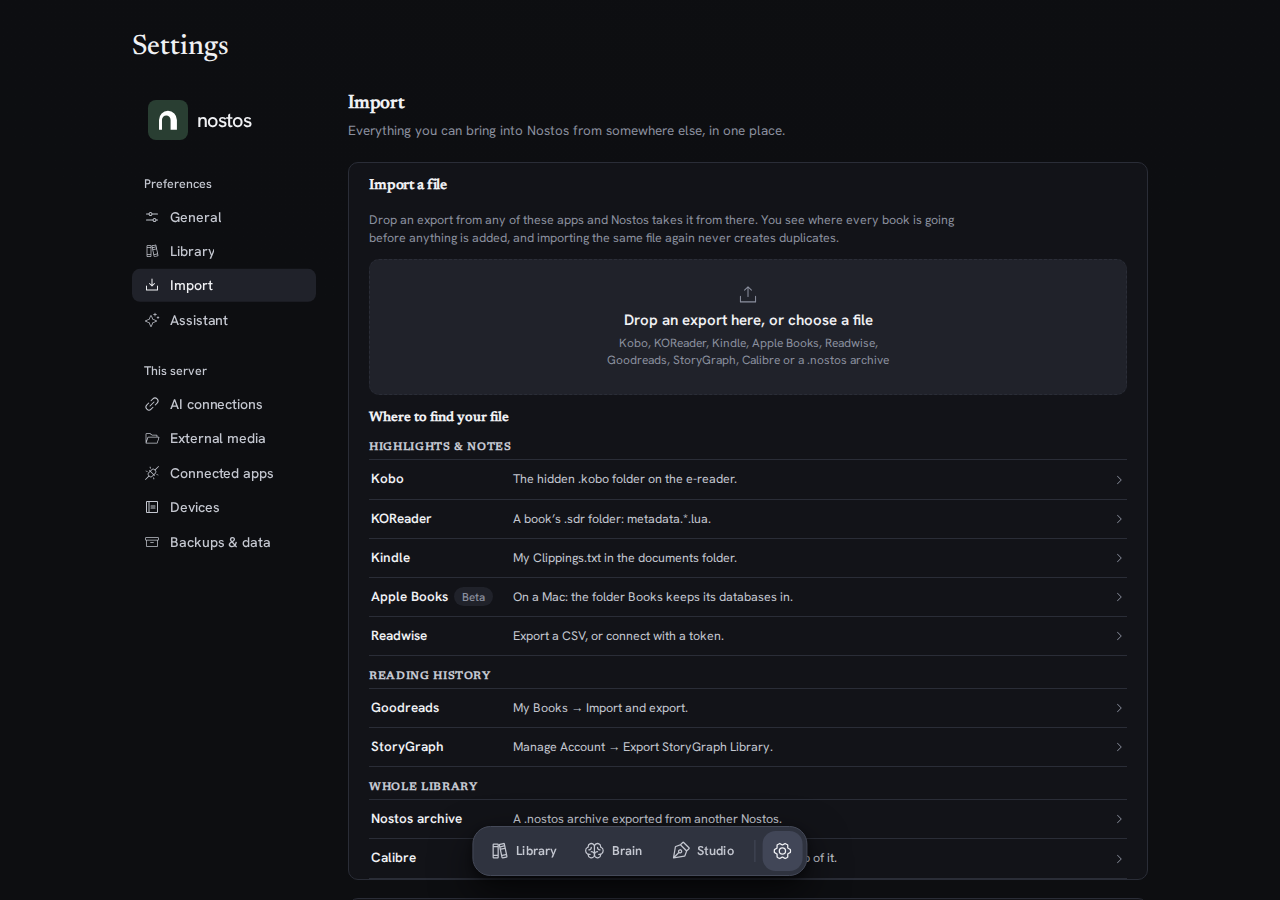 Settings
nostos
Preferences
General
Library
Import
Assistant
This server
AI connections
External media
Connected apps
Devices
Backups & data
Import
Everything you can bring into Nostos from somewhere else, in one place.
Import a file
Drop an export from any of these apps and Nostos takes it from there. You see where every book is going
before anything is added, and importing the same file again never creates duplicates.
Drop an export here, or choose a file
Kobo, KOReader, Kindle, Apple Books, Readwise,
Goodreads, StoryGraph, Calibre or a .nostos archive
Where to find your file
HIGHLIGHTS & NOTES
Kobo The hidden .kobo folder on the e-reader.
KOReader A book’s .sdr folder: metadata.*.lua.
Kindle My Clippings.txt in the documents folder.
Apple Books Beta On a Mac: the folder Books keeps its databases in.
Readwise Export a CSV, or connect with a token.
READING HISTORY
Goodreads My Books → Import and export.
StoryGraph Manage Account → Export StoryGraph Library.
WHOLE LIBRARY
Nostos archive A .nostos archive exported from another Nostos.
Calibre of it.
Library Brain Studio